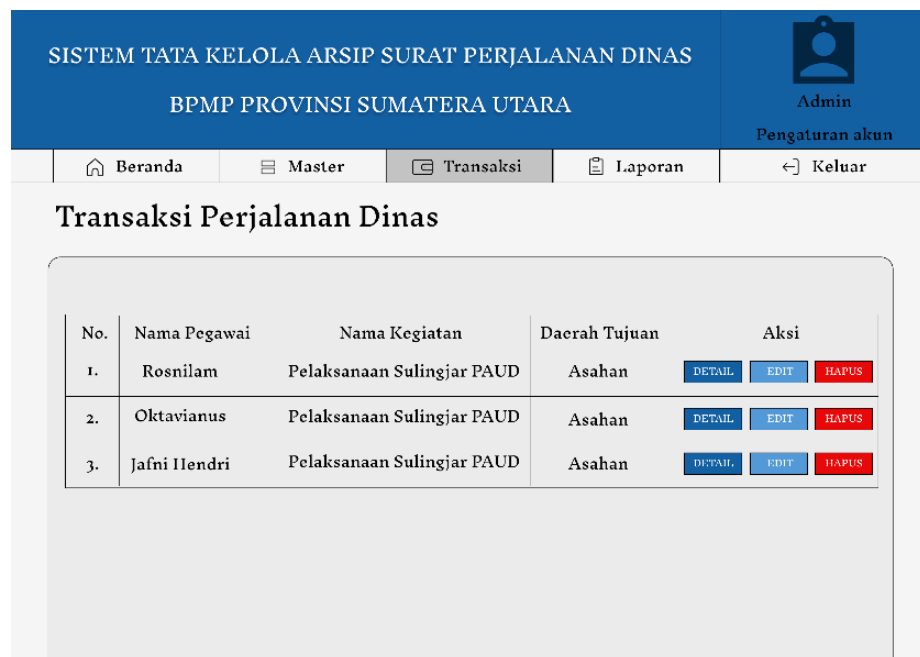 SISTEM TATA KELOLA ARSIP SURAT PERJALANAN DINAS
BPMP PROVINSI SUMATERA UTARA
Admin
Pengaturan akun
Beranda Master Transaksi Laporan Keluar
Transaksi Perjalanan Dinas
No. Nama Pegawai Nama Kegiatan Daerah Tujuan Aksi
1. Rosnilam Pelaksanaan Sulingjar PAUD Asahan DETAIL EDIT HAPUS
2. Oktavianus Pelaksanaan Sulingjar PAUD Asahan DETAIL EDIT HAPUS
3. Jafni Hendri Pelaksanaan Sulingjar PAUD Asahan DETAIL EDIT HAPUS